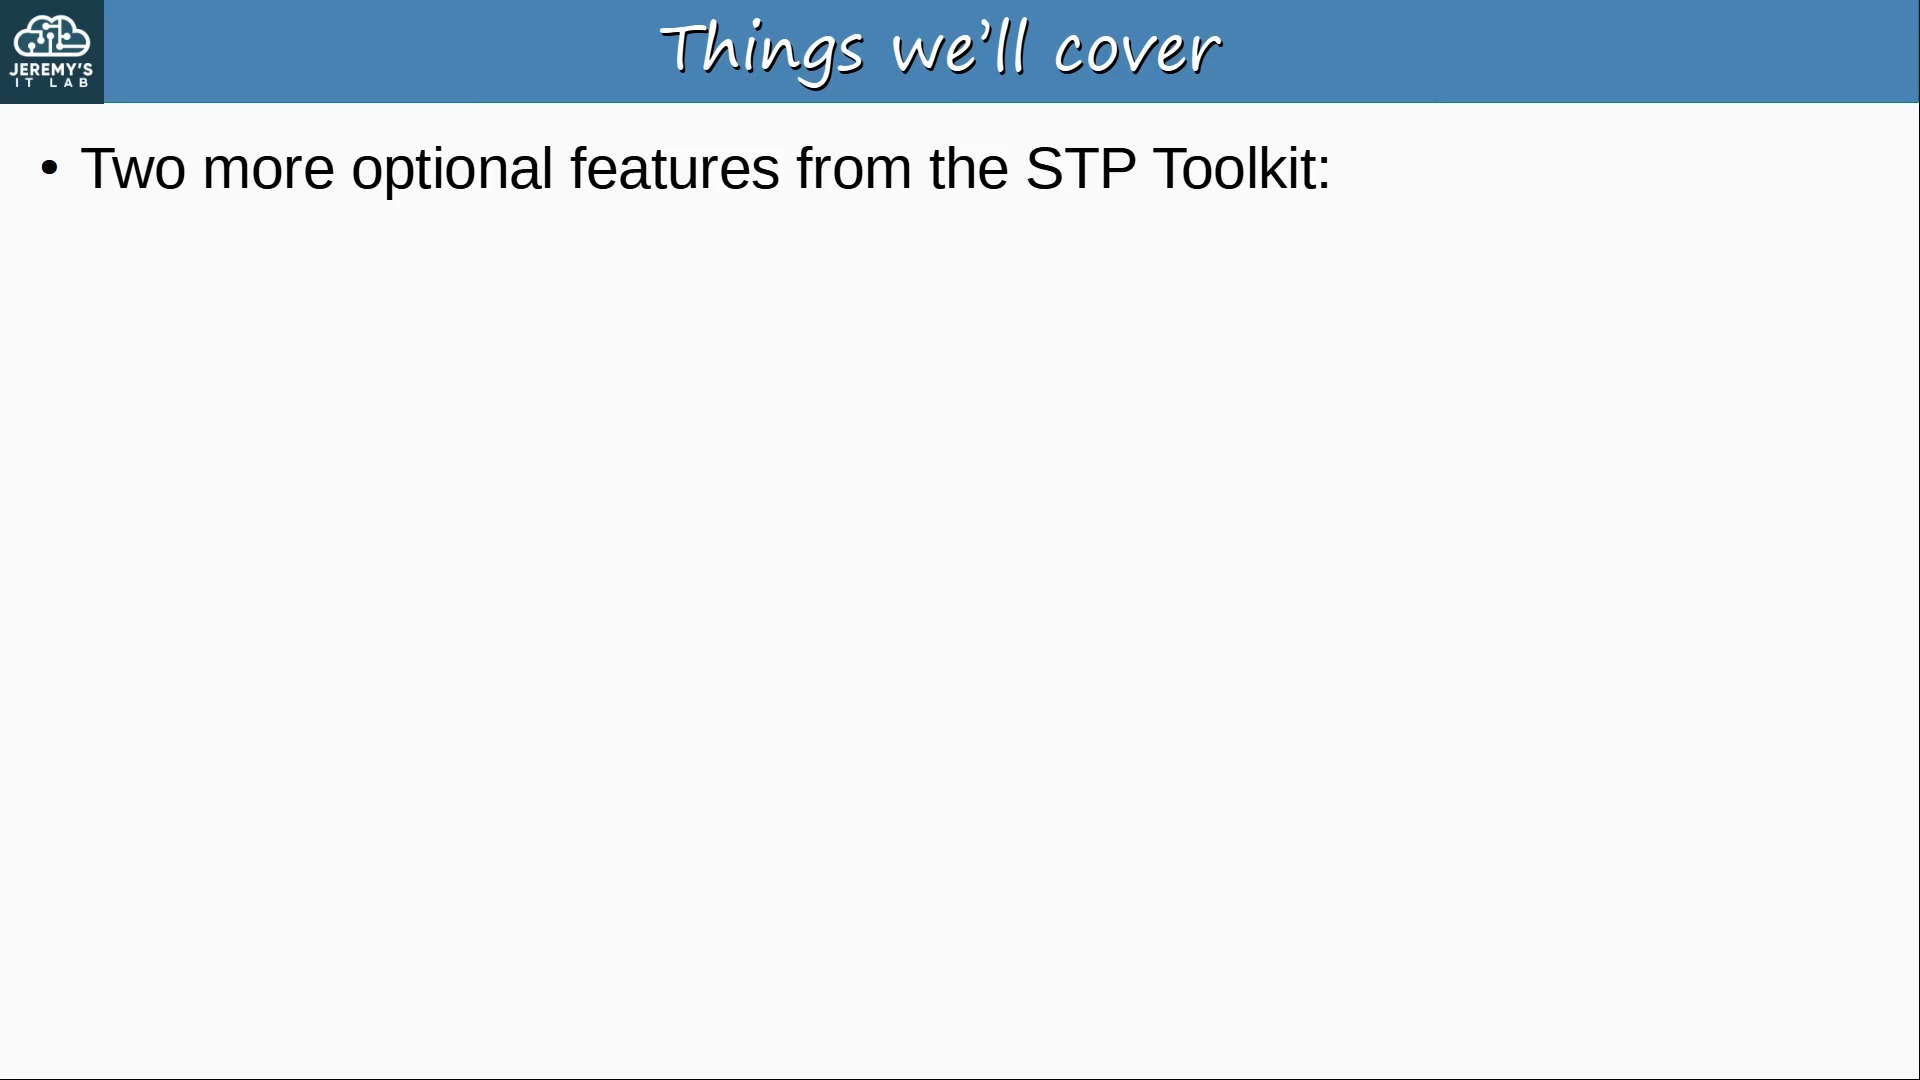 JEREMY'S
IT LAB
Things we’ll cover
• Two more optional features from the STP Toolkit: